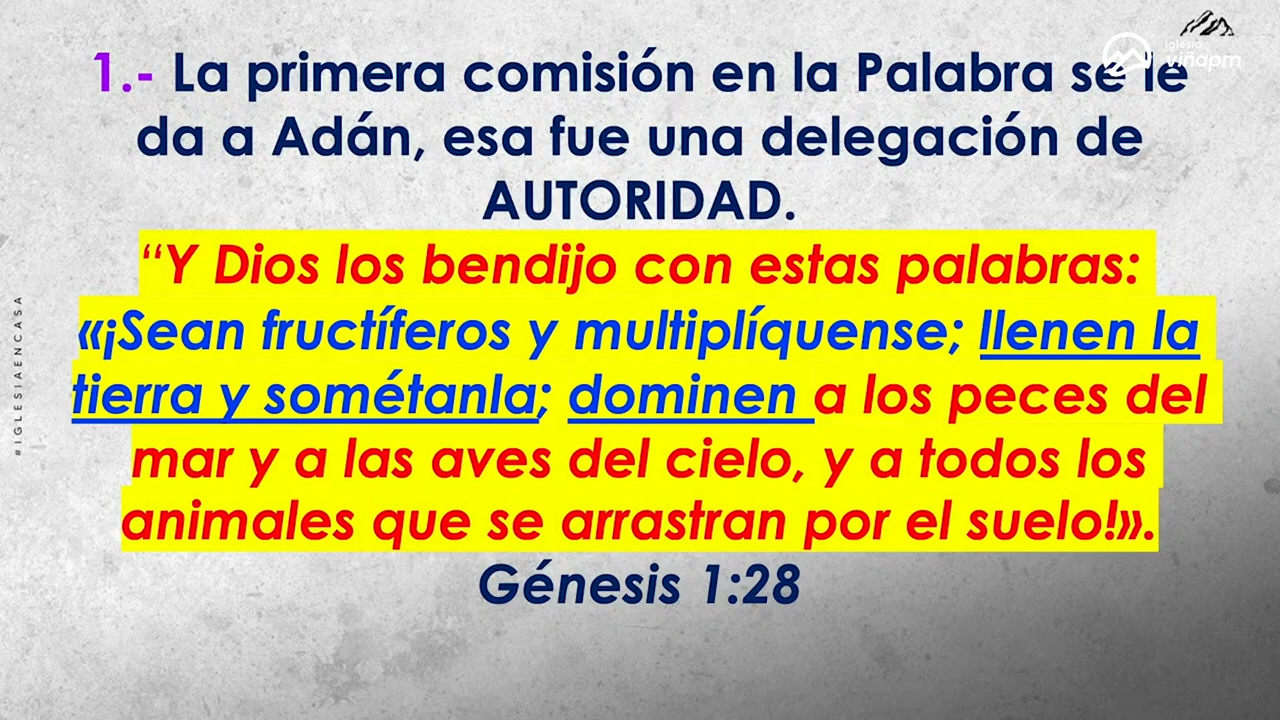 iglesia
viñapm
1.- La primera comisión en la Palabra se le
da a Adán, esa fue una delegación de
AUTORIDAD.
“Y Dios los bendijo con estas palabras:
«¡Sean fructíferos y multiplíquense; llenen la
tierra y sométanla; dominen a los peces del
mar y a las aves del cielo, y a todos los
animales que se arrastran por el suelo!».
Génesis 1:28
#IGLESIAENCASA